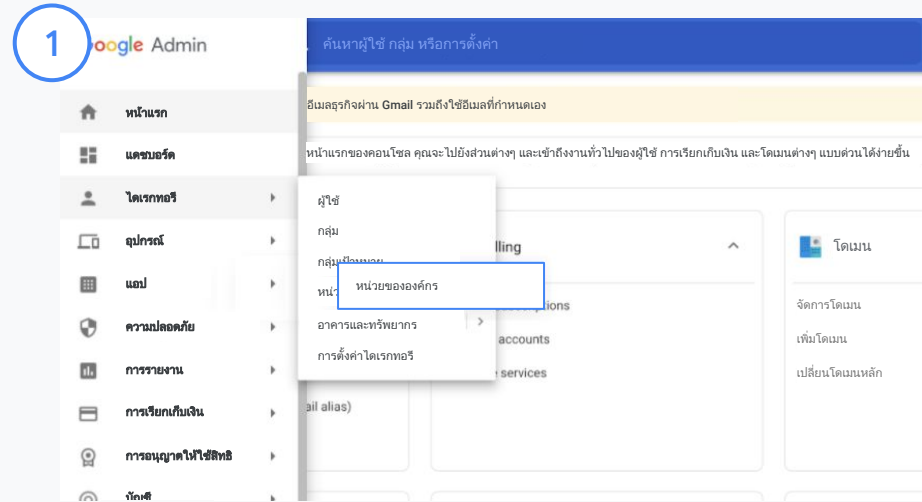 1
Google Admin
ค้นหาผู้ใช้ กลุ่ม หรือการตั้งค่า
อีเมลธุรกิจผ่าน Gmail รวมถึงใช้อีเมลที่กำหนดเอง
หน้าแรกของคอนโซล คุณจะไปยังส่วนต่างๆ และเข้าถึงงานทั่วไปของผู้ใช้ การเรียกเก็บเงิน และโดเมนต่างๆ แบบด่วนได้ง่ายขึ้น
หน้าแรก
แดชบอร์ด
ไดเรกทอรี
อุปกรณ์
แอป
ความปลอดภัย
การรายงาน
การเรียกเก็บเงิน
การอนุญาตให้ใช้สิทธิ
บัญชี
ผู้ใช้
กลุ่ม
กลุ่มเป้าหมาย
หน่วยขององค์กร
อาคารและทรัพยากร
การตั้งค่าไดเรกทอรี
lling
ions
accounts
services
ail alias)
โดเมน
จัดการโดเมน
เพิ่มโดเมน
เปลี่ยนโดเมนหลัก